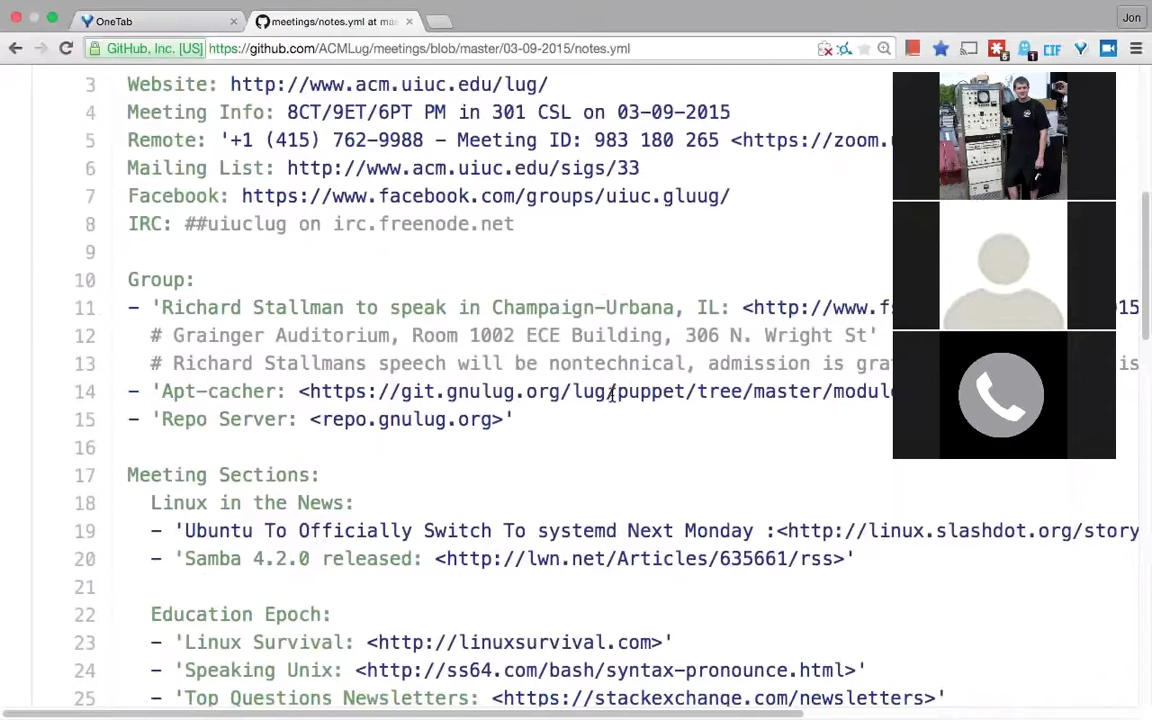 OneTab
meetings/notes.yml at mas
Jon
GitHub, Inc. [US]
https://github.com/ACMLug/meetings/blob/master/03-09-2015/notes.yml
CIF
3 Website: http://www.acm.uiuc.edu/lug/
4 Meeting Info: 8CT/9ET/6PT PM in 301 CSL on 03-09-2015
5 Remote: '+1 (415) 762-9988 - Meeting ID: 983 180 265 <https://zoom.
6 Mailing List: http://www.acm.uiuc.edu/sigs/33
7 Facebook: https://www.facebook.com/groups/uiuc.gluug/
8 IRC: ##uiuclug on irc.freenode.net
9
10 Group:
11 - 'Richard Stallman to speak in Champaign-Urbana, IL: <http://www.f 15
12 # Grainger Auditorium, Room 1002 ECE Building, 306 N. Wright St'
13 # Richard Stallmans speech will be nontechnical, admission is gra is
14 - 'Apt-cacher: <https://git.gnulug.org/lug/puppet/tree/master/module
15 - 'Repo Server: <repo.gnulug.org>'
16
17 Meeting Sections:
18 Linux in the News:
19 - 'Ubuntu To Officially Switch To systemd Next Monday :<http://linux.slashdot.org/story
20 - 'Samba 4.2.0 released: <http://lwn.net/Articles/635661/rss>'
21
22 Education Epoch:
23 - 'Linux Survival: <http://linuxsurvival.com>'
24 - 'Speaking Unix: <http://ss64.com/bash/syntax-pronounce.html>'
25 - 'Top Questions Newsletters: <https://stackexchange.com/newsletters>'